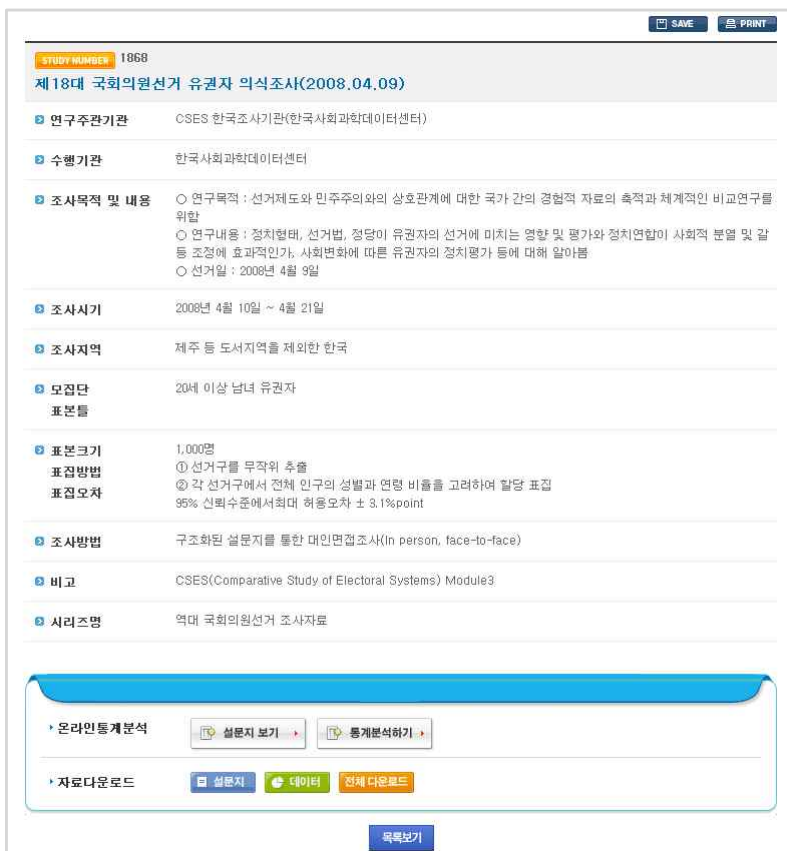 SAVE PRINT
STUDY NUMBER 1868
제18대 국회의원선거 유권자 의식조사(2008.04.09)
연구주관기관 CSES 한국조사기관(한국사회과학데이터센터)
수행기관 한국사회과학데이터센터
조사목적 및 내용 ○ 연구목적 : 선거제도와 민주주의와의 상호관계에 대한 국가 간의 경험적 자료의 축적과 체계적인 비교연구를
위함
○ 연구내용 : 정치형태, 선거법, 정당이 유권자의 선거에 미치는 영향 및 평가와 정치연합이 사회적 분열 및 갈
등 조정에 효과적인가, 사회변화에 따른 유권자의 정치평가 등에 대해 알아봄
○ 선거일 : 2008년 4월 9일
조사시기 2008년 4월 10일 ~ 4월 21일
조사지역 제주 등 도서지역을 제외한 한국
모집단 20세 이상 남녀 유권자
표본틀
표본크기 1,000명
표집방법 ① 선거구를 무작위 추출
표집오차 ② 각 선거구에서 전체 인구의 성별과 연령 비율을 고려하여 할당 표집
95% 신뢰수준에서최대 허용오차 ± 3.1%point
조사방법 구조화된 설문지를 통한 대인면접조사(In person, face-to-face)
비고 CSES(Comparative Study of Electoral Systems) Module3
시리즈명 역대 국회의원선거 조사자료
온라인통계분석 설문지 보기 통계분석하기
자료다운로드 설문지 데이터 전체 다운로드
목록보기